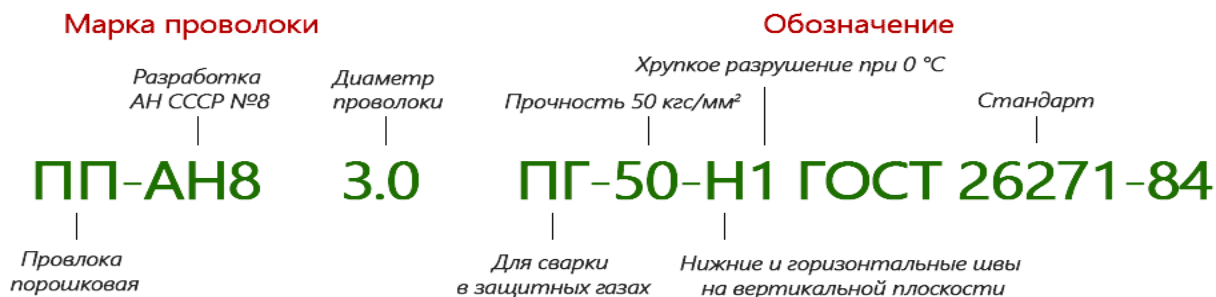 Марка проволоки
Обозначение
Разработка
АН СССР №8
Диаметр
проволоки
Прочность 50 кгс/мм²
Хрупкое разрушение при 0 °C
Стандарт
ПП-АН8 3.0 ПГ-50-Н1 ГОСТ 26271-84
Провлока
порошковая
Для сварки
в защитных газах
Нижние и горизонтальные швы
на вертикальной плоскости